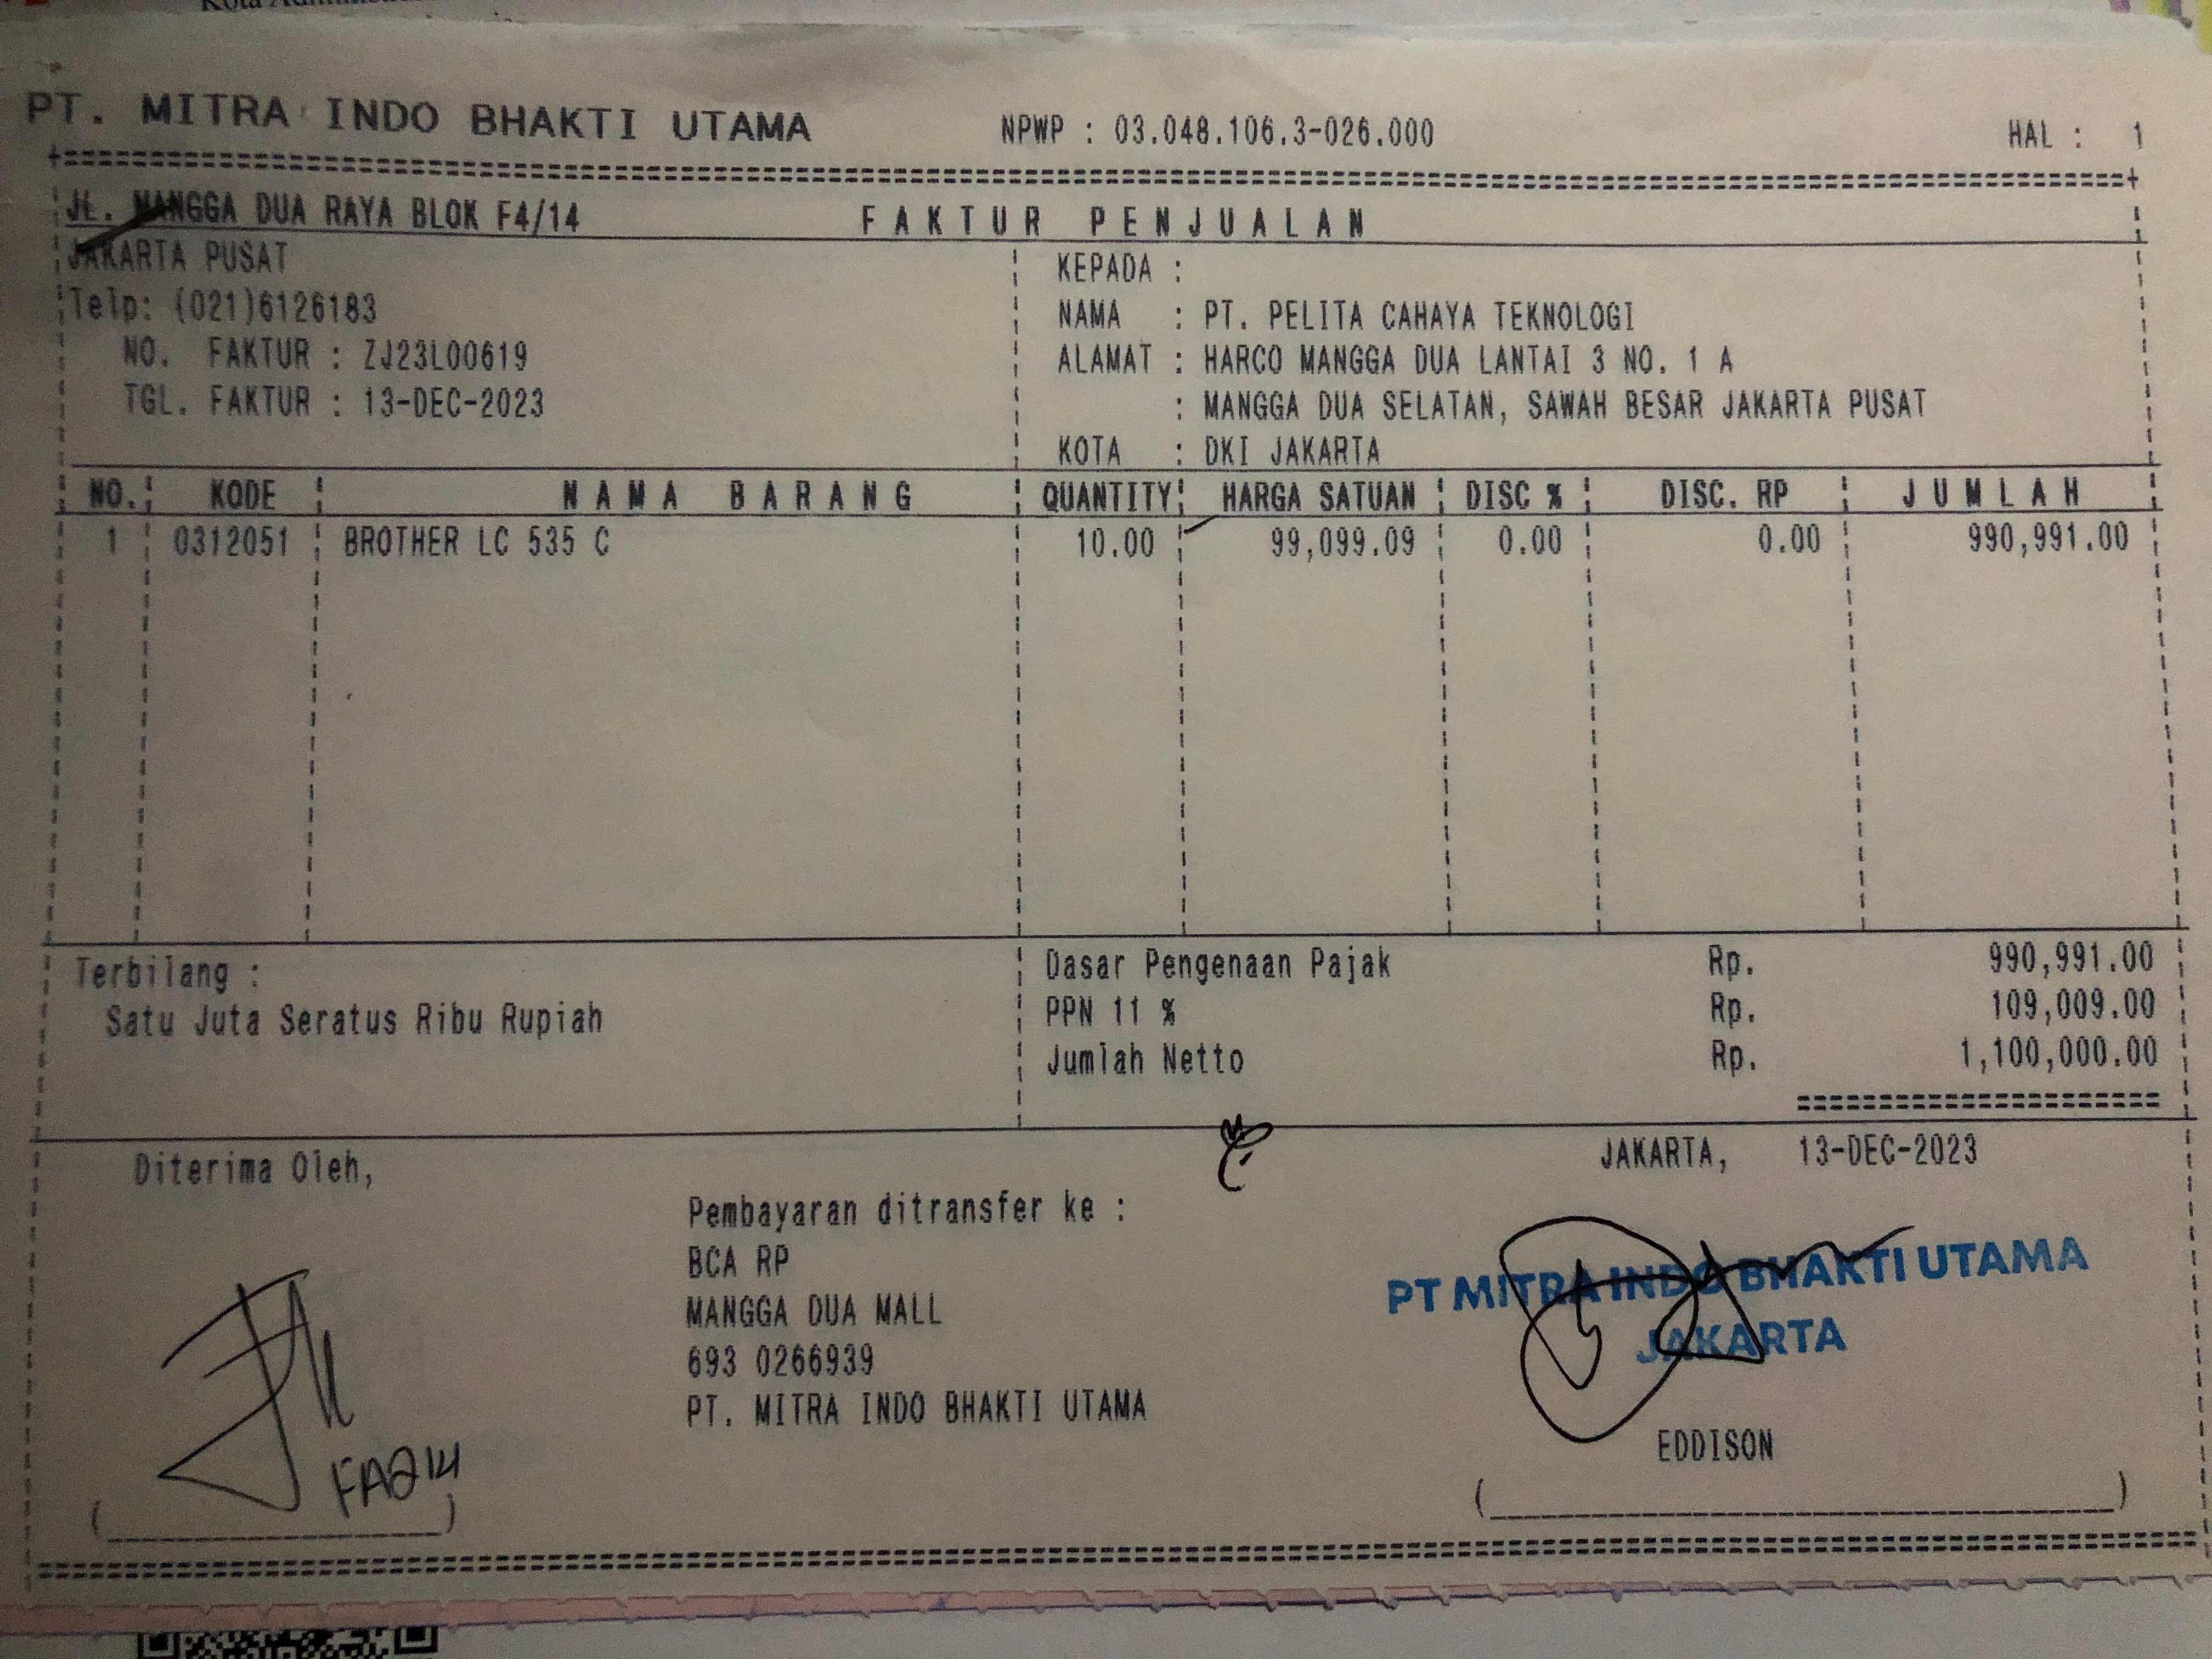 PT. MITRA INDO BHAKTI UTAMA NPWP : 03.048.106.3-026.000 HAL : 1
JL. MANGGA DUA RAYA BLOK F4/14 FAKTUR PENJUALAN
JAKARTA PUSAT
Telp: (021)6126183
NO. FAKTUR : ZJ23L00619
TGL. FAKTUR : 13-DEC-2023
KEPADA :
NAMA : PT. PELITA CAHAYA TEKNOLOGI
ALAMAT : HARCO MANGGA DUA LANTAI 3 NO. 1 A
: MANGGA DUA SELATAN, SAWAH BESAR JAKARTA PUSAT
KOTA : DKI JAKARTA
NO. KODE NAMA BARANG QUANTITY HARGA SATUAN DISC % DISC. RP JUMLAH
1 0312051 BROTHER LC 535 C 10.00 99,099.09 0.00 0.00 990,991.00
Terbilang :
Satu Juta Seratus Ribu Rupiah
Dasar Pengenaan Pajak Rp. 990,991.00
PPN 11 % Rp. 109,009.00
Jumlah Netto Rp. 1,100,000.00
Diterima Oleh,
Pembayaran ditransfer ke :
BCA RP
MANGGA DUA MALL
693 0266939
PT. MITRA INDO BHAKTI UTAMA
JAKARTA, 13-DEC-2023
PT MITRA INDO BHAKTI UTAMA
JAKARTA
EDDISON